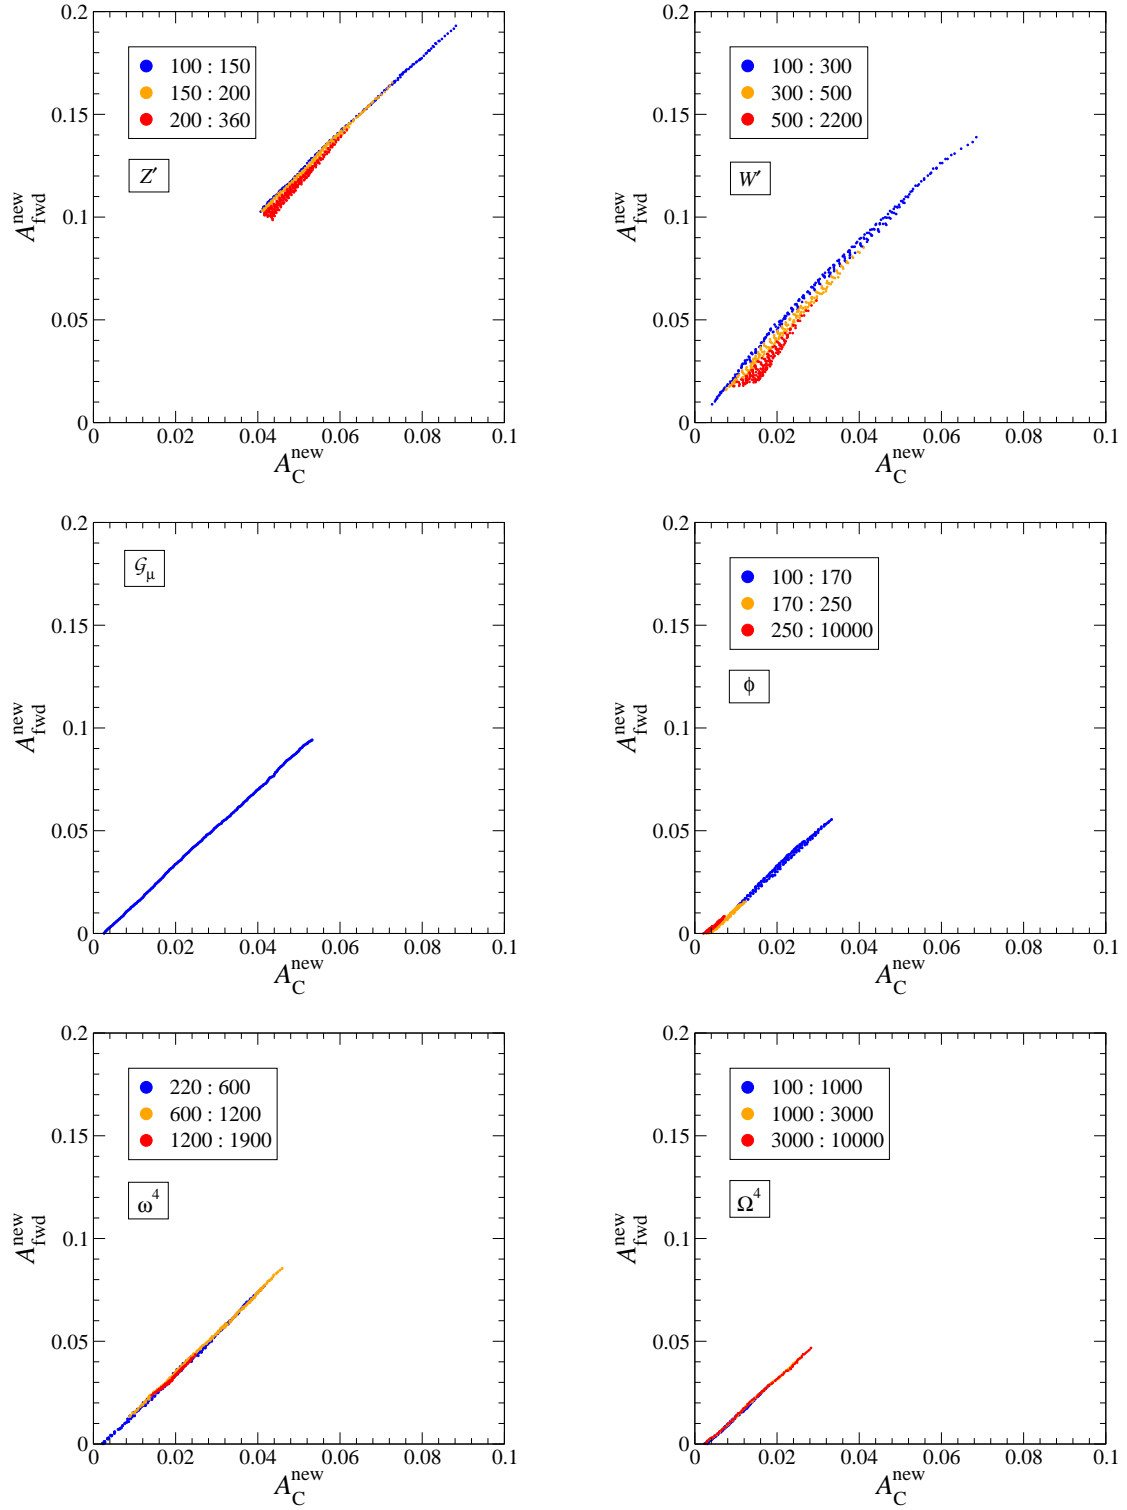 0.2
0.15
0.1
0.05
0
A_fwd^new
100 : 150
150 : 200
200 : 360
Z′
0 0.02 0.04 0.06 0.08 0.1
A_C^new
0.2
0.15
0.1
0.05
0
A_fwd^new
100 : 300
300 : 500
500 : 2200
W′
0 0.02 0.04 0.06 0.08 0.1
A_C^new
0.2
0.15
0.1
0.05
0
A_fwd^new
𝒢_μ
0 0.02 0.04 0.06 0.08 0.1
A_C^new
0.2
0.15
0.1
0.05
0
A_fwd^new
100 : 170
170 : 250
250 : 10000
ϕ
0 0.02 0.04 0.06 0.08 0.1
A_C^new
0.2
0.15
0.1
0.05
0
A_fwd^new
220 : 600
600 : 1200
1200 : 1900
ω^4
0 0.02 0.04 0.06 0.08 0.1
A_C^new
0.2
0.15
0.1
0.05
0
A_fwd^new
100 : 1000
1000 : 3000
3000 : 10000
Ω^4
0 0.02 0.04 0.06 0.08 0.1
A_C^new